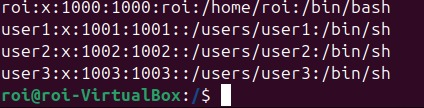 roi:x:1000:1000:roi:/home/roi:/bin/bash
user1:x:1001:1001::/users/user1:/bin/sh
user2:x:1002:1002::/users/user2:/bin/sh
user3:x:1003:1003::/users/user3:/bin/sh
roi@roi-VirtualBox:/$